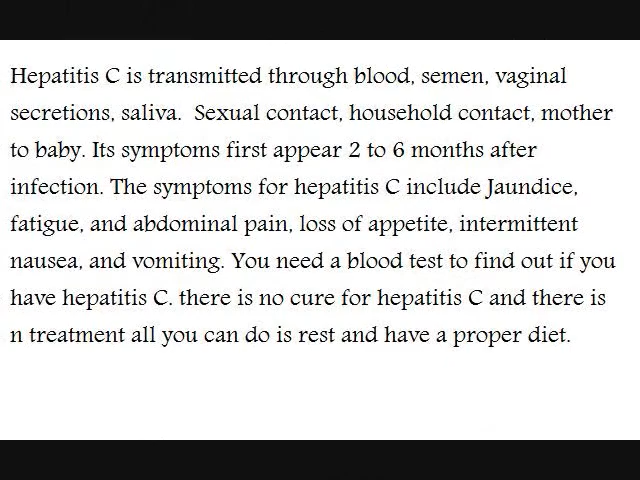 Hepatitis C is transmitted through blood, semen, vaginal
secretions, saliva.  Sexual contact, household contact, mother
to baby. Its symptoms first appear 2 to 6 months after
infection. The symptoms for hepatitis C include Jaundice,
fatigue, and abdominal pain, loss of appetite, intermittent
nausea, and vomiting. You need a blood test to find out if you
have hepatitis C. there is no cure for hepatitis C and there is
n treatment all you can do is rest and have a proper diet.